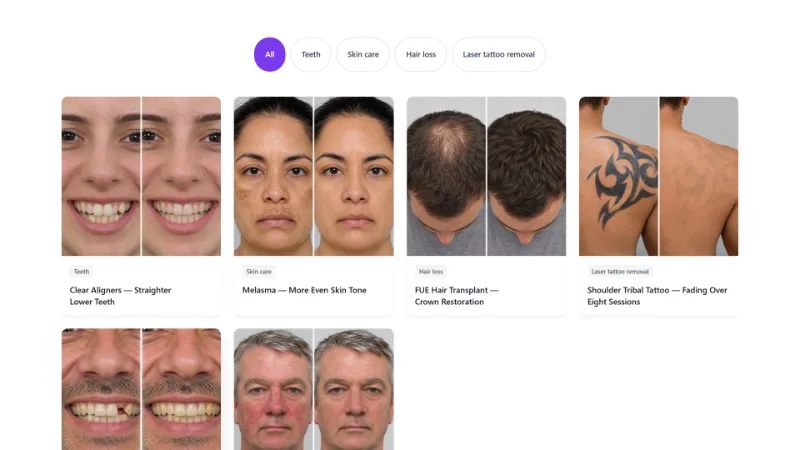 All
Teeth
Skin care
Hair loss
Laser tattoo removal
Teeth
Clear Aligners — Straighter
Lower Teeth
Skin care
Melasma — More Even Skin Tone
Hair loss
FUE Hair Transplant —
Crown Restoration
Laser tattoo removal
Shoulder Tribal Tattoo — Fading Over
Eight Sessions